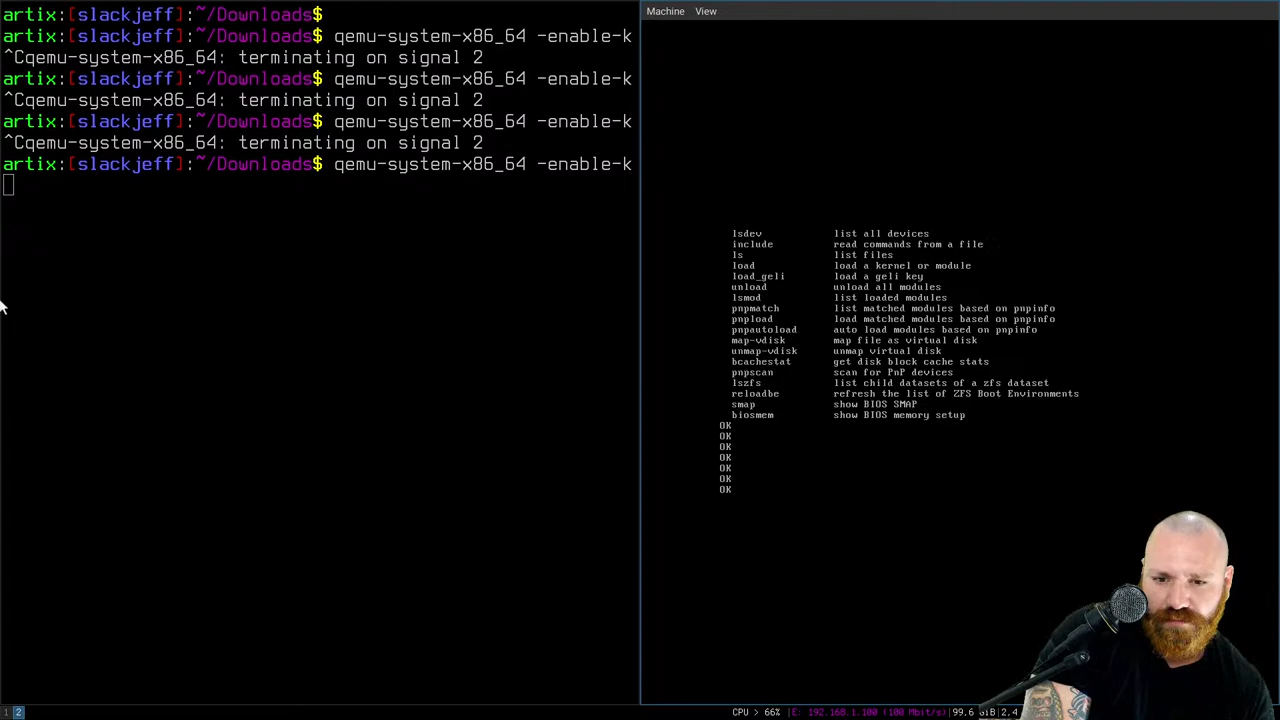 artix:[slackjeff]:~/Downloads$
artix:[slackjeff]:~/Downloads$ qemu-system-x86_64 -enable-k
^Cqemu-system-x86_64: terminating on signal 2
artix:[slackjeff]:~/Downloads$ qemu-system-x86_64 -enable-k
^Cqemu-system-x86_64: terminating on signal 2
artix:[slackjeff]:~/Downloads$ qemu-system-x86_64 -enable-k
^Cqemu-system-x86_64: terminating on signal 2
artix:[slackjeff]:~/Downloads$ qemu-system-x86_64 -enable-k
Machine View
lsdev list all devices
include read commands from a file
ls list files
load load a kernel or module
load_geli load a geli key
unload unload all modules
lsmod list loaded modules
pnpmatch list matched modules based on pnpinfo
pnpload load matched modules based on pnpinfo
pnpautoload auto load modules based on pnpinfo
map-vdisk map file as virtual disk
unmap-vdisk unmap virtual disk
bcachestat get disk block cache stats
pnpscan scan for PnP devices
lszfs list child datasets of a zfs dataset
reloadbe refresh the list of ZFS Boot Environments
smap show BIOS SMAP
biosmem show BIOS memory setup
OK
OK
OK
OK
OK
OK
OK
1 2 CPU > 66% |E: 192.168.1.100 (100 Mbit/s)|99,6 GiB|2,4